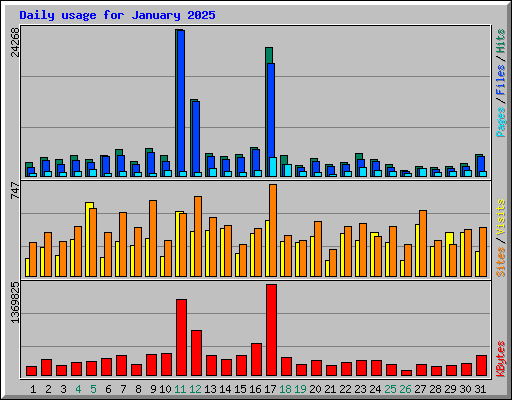 Daily usage for January 2025
24268
Pages / Files / Hits
747
Sites / Visits
1369825
KBytes
1 2 3 4 5 6 7 8 9 10 11 12 13 14 15 16 17 18 19 20 21 22 23 24 25 26 27 28 29 30 31